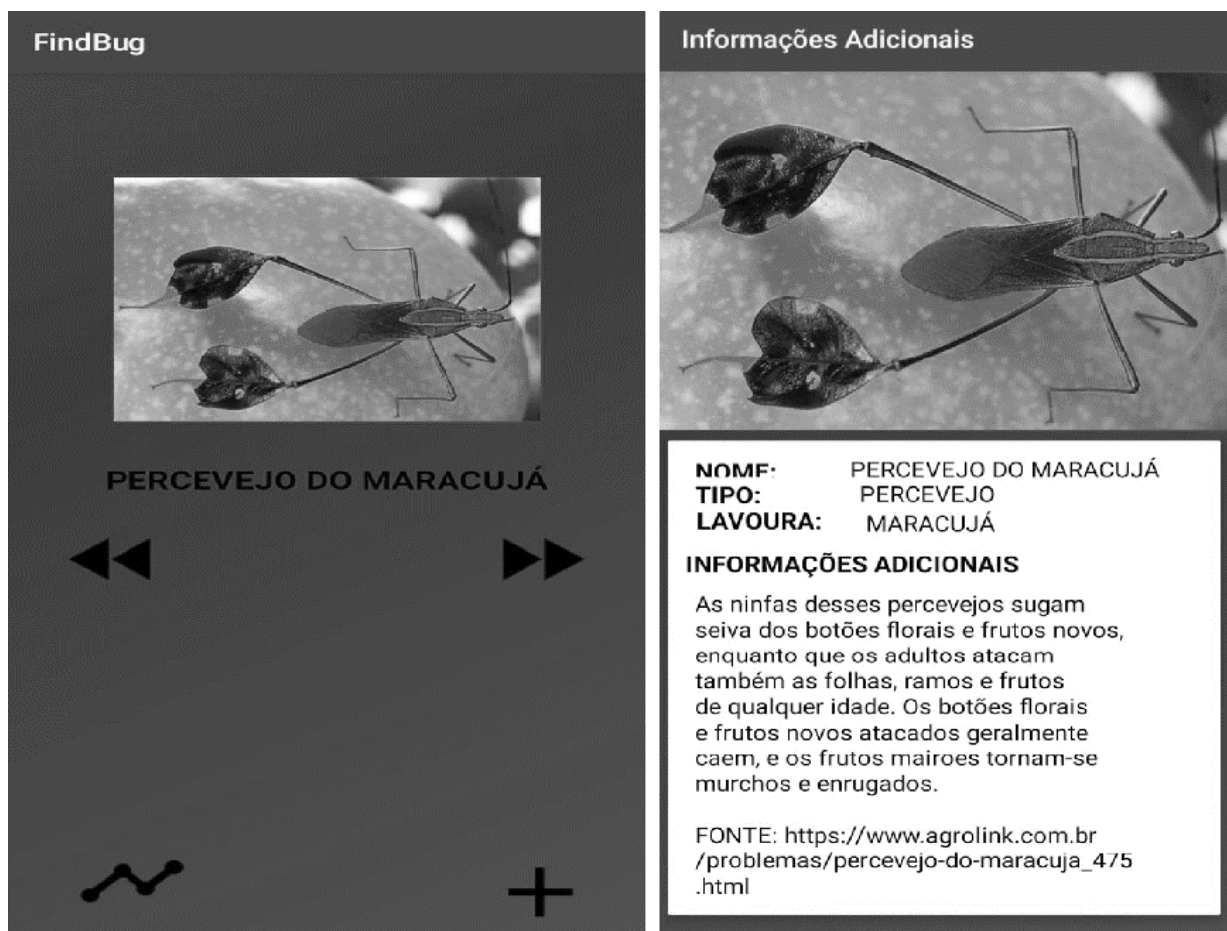 FindBug
PERCEVEJO DO MARACUJÁ
Informações Adicionais
NOME: PERCEVEJO DO MARACUJÁ
TIPO: PERCEVEJO
LAVOURA: MARACUJÁ
INFORMAÇÕES ADICIONAIS
As ninfas desses percevejos sugam
seiva dos botões florais e frutos novos,
enquanto que os adultos atacam
também as folhas, ramos e frutos
de qualquer idade. Os botões florais
e frutos novos atacados geralmente
caem, e os frutos mairoes tornam-se
murchos e enrugados.
FONTE: https://www.agrolink.com.br
/problemas/percevejo-do-maracuja_475
.html